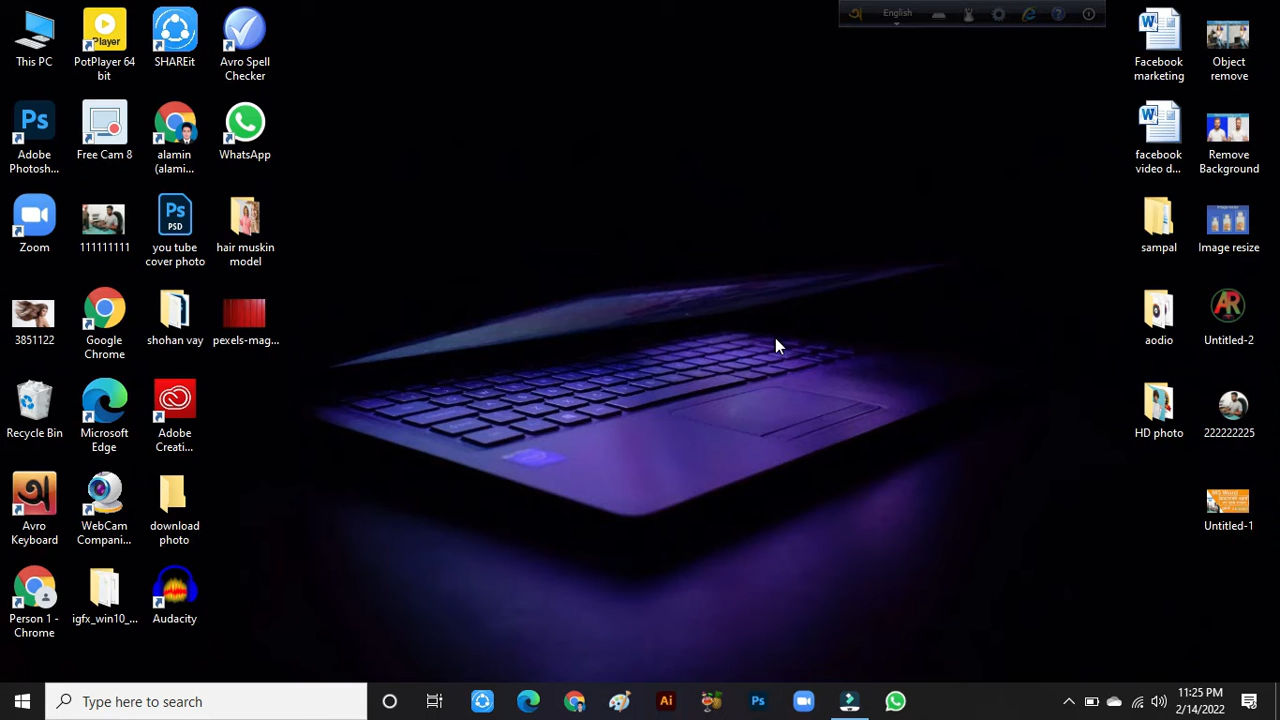 English
This PC
PotPlayer 64
bit
SHAREit
Avro Spell
Checker
Facebook
marketing
Object
remove
Adobe
Photosh...
Free Cam 8
alamin
(alami...
WhatsApp
facebook
video d...
Remove
Background
Zoom
111111111
you tube
cover photo
hair muskin
model
sampal
Image resize
3851122
Google
Chrome
shohan vay
pexels-mag...
aodio
Untitled-2
Recycle Bin
Microsoft
Edge
Adobe
Creati...
HD photo
222222225
Avro
Keyboard
WebCam
Compani...
download
photo
Untitled-1
Person 1 -
Chrome
igfx_win10_...
Audacity
Type here to search
11:25 PM
2/14/2022